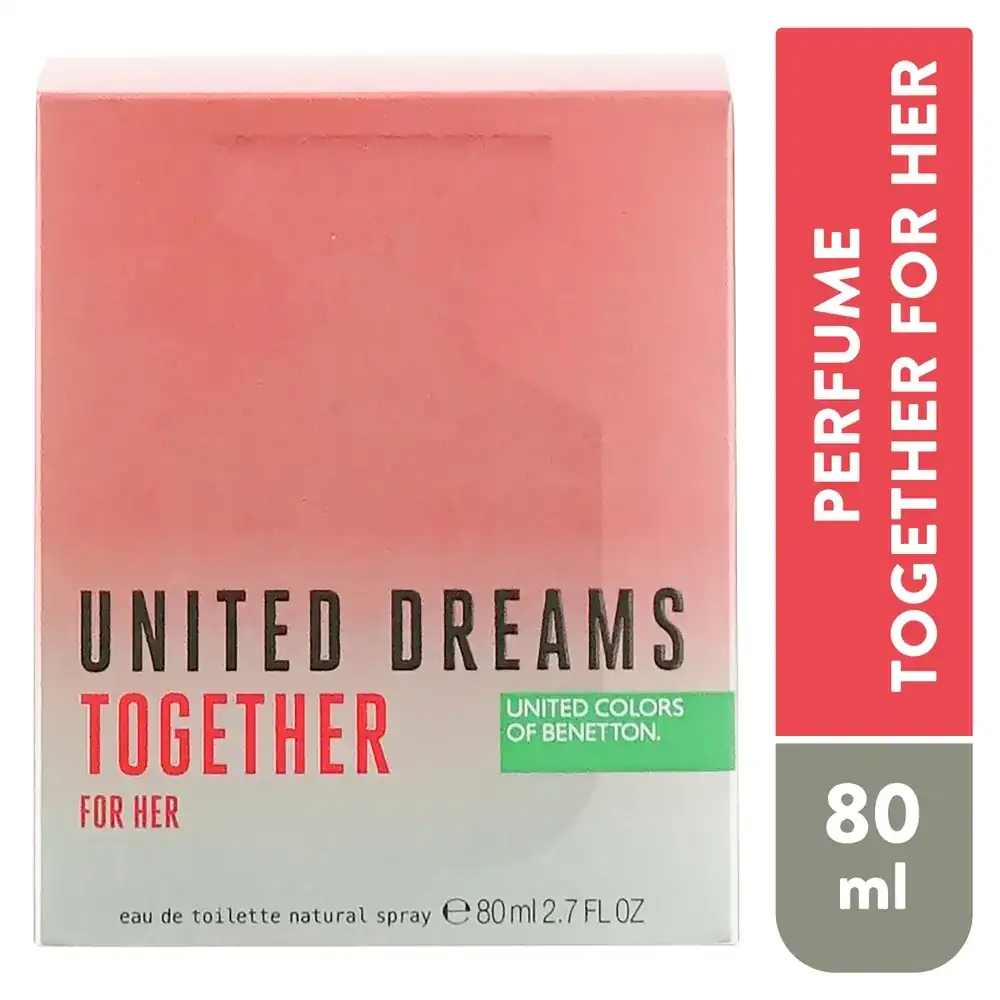 UNITED DREAMS
TOGETHER
FOR HER
UNITED COLORS
OF BENETTON.
eau de toilette natural spray ℮ 80 ml 2.7 FL OZ
PERFUME
TOGETHER FOR HER
80
ml